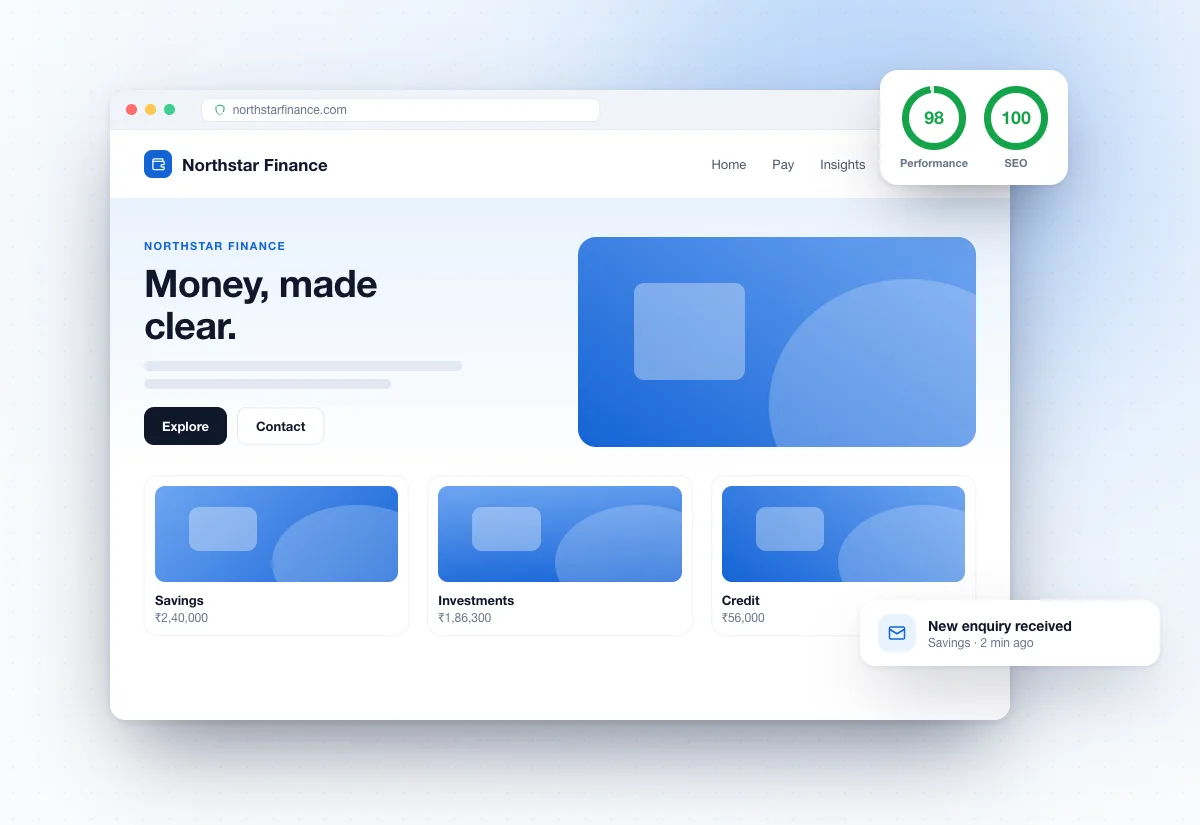 northstarfinance.com
98
100
Performance
SEO
Northstar Finance
Home
Pay
Insights
NORTHSTAR FINANCE
Money, made
clear.
Explore
Contact
Savings
₹2,40,000
Investments
₹1,86,300
Credit
₹56,000
New enquiry received
Savings · 2 min ago